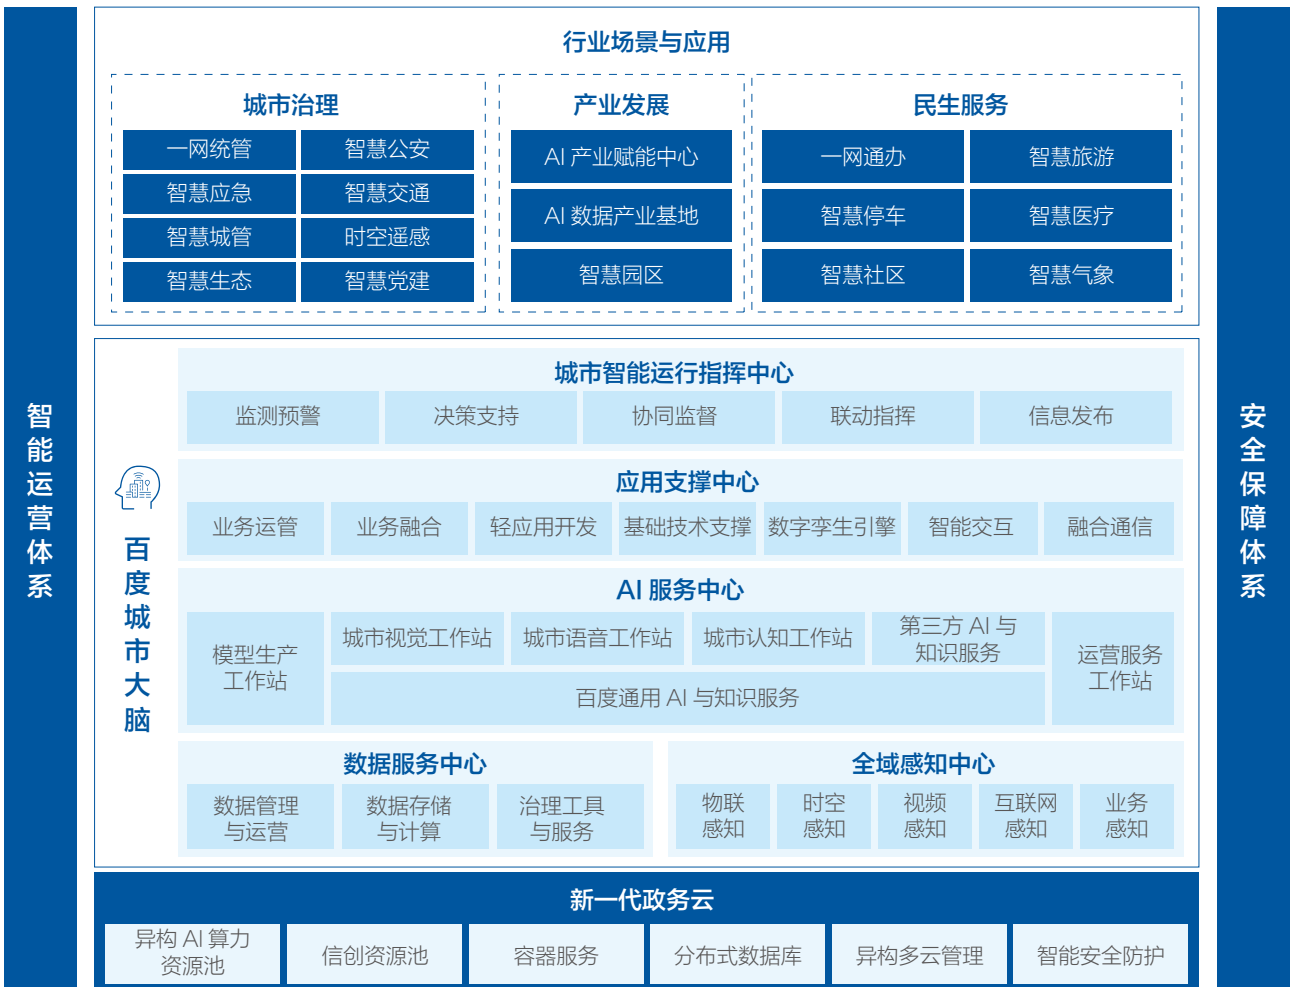 智能运营体系
行业场景与应用
城市治理
一网统管
智慧公安
智慧应急
智慧交通
智慧城管
时空遥感
智慧生态
智慧党建
产业发展
AI 产业赋能中心
AI 数据产业基地
智慧园区
民生服务
一网通办
智慧旅游
智慧停车
智慧医疗
智慧社区
智慧气象
百度城市大脑
城市智能运行指挥中心
监测预警
决策支持
协同监督
联动指挥
信息发布
应用支撑中心
业务运管
业务融合
轻应用开发
基础技术支撑
数字孪生引擎
智能交互
融合通信
AI 服务中心
模型生产
工作站
城市视觉工作站
城市语音工作站
城市认知工作站
第三方 AI 与
知识服务
百度通用 AI 与知识服务
运营服务
工作站
数据服务中心
数据管理
与运营
数据存储
与计算
治理工具
与服务
全域感知中心
物联
感知
时空
感知
视频
感知
互联网
感知
业务
感知
新一代政务云
异构 AI 算力
资源池
信创资源池
容器服务
分布式数据库
异构多云管理
智能安全防护
安全保障体系